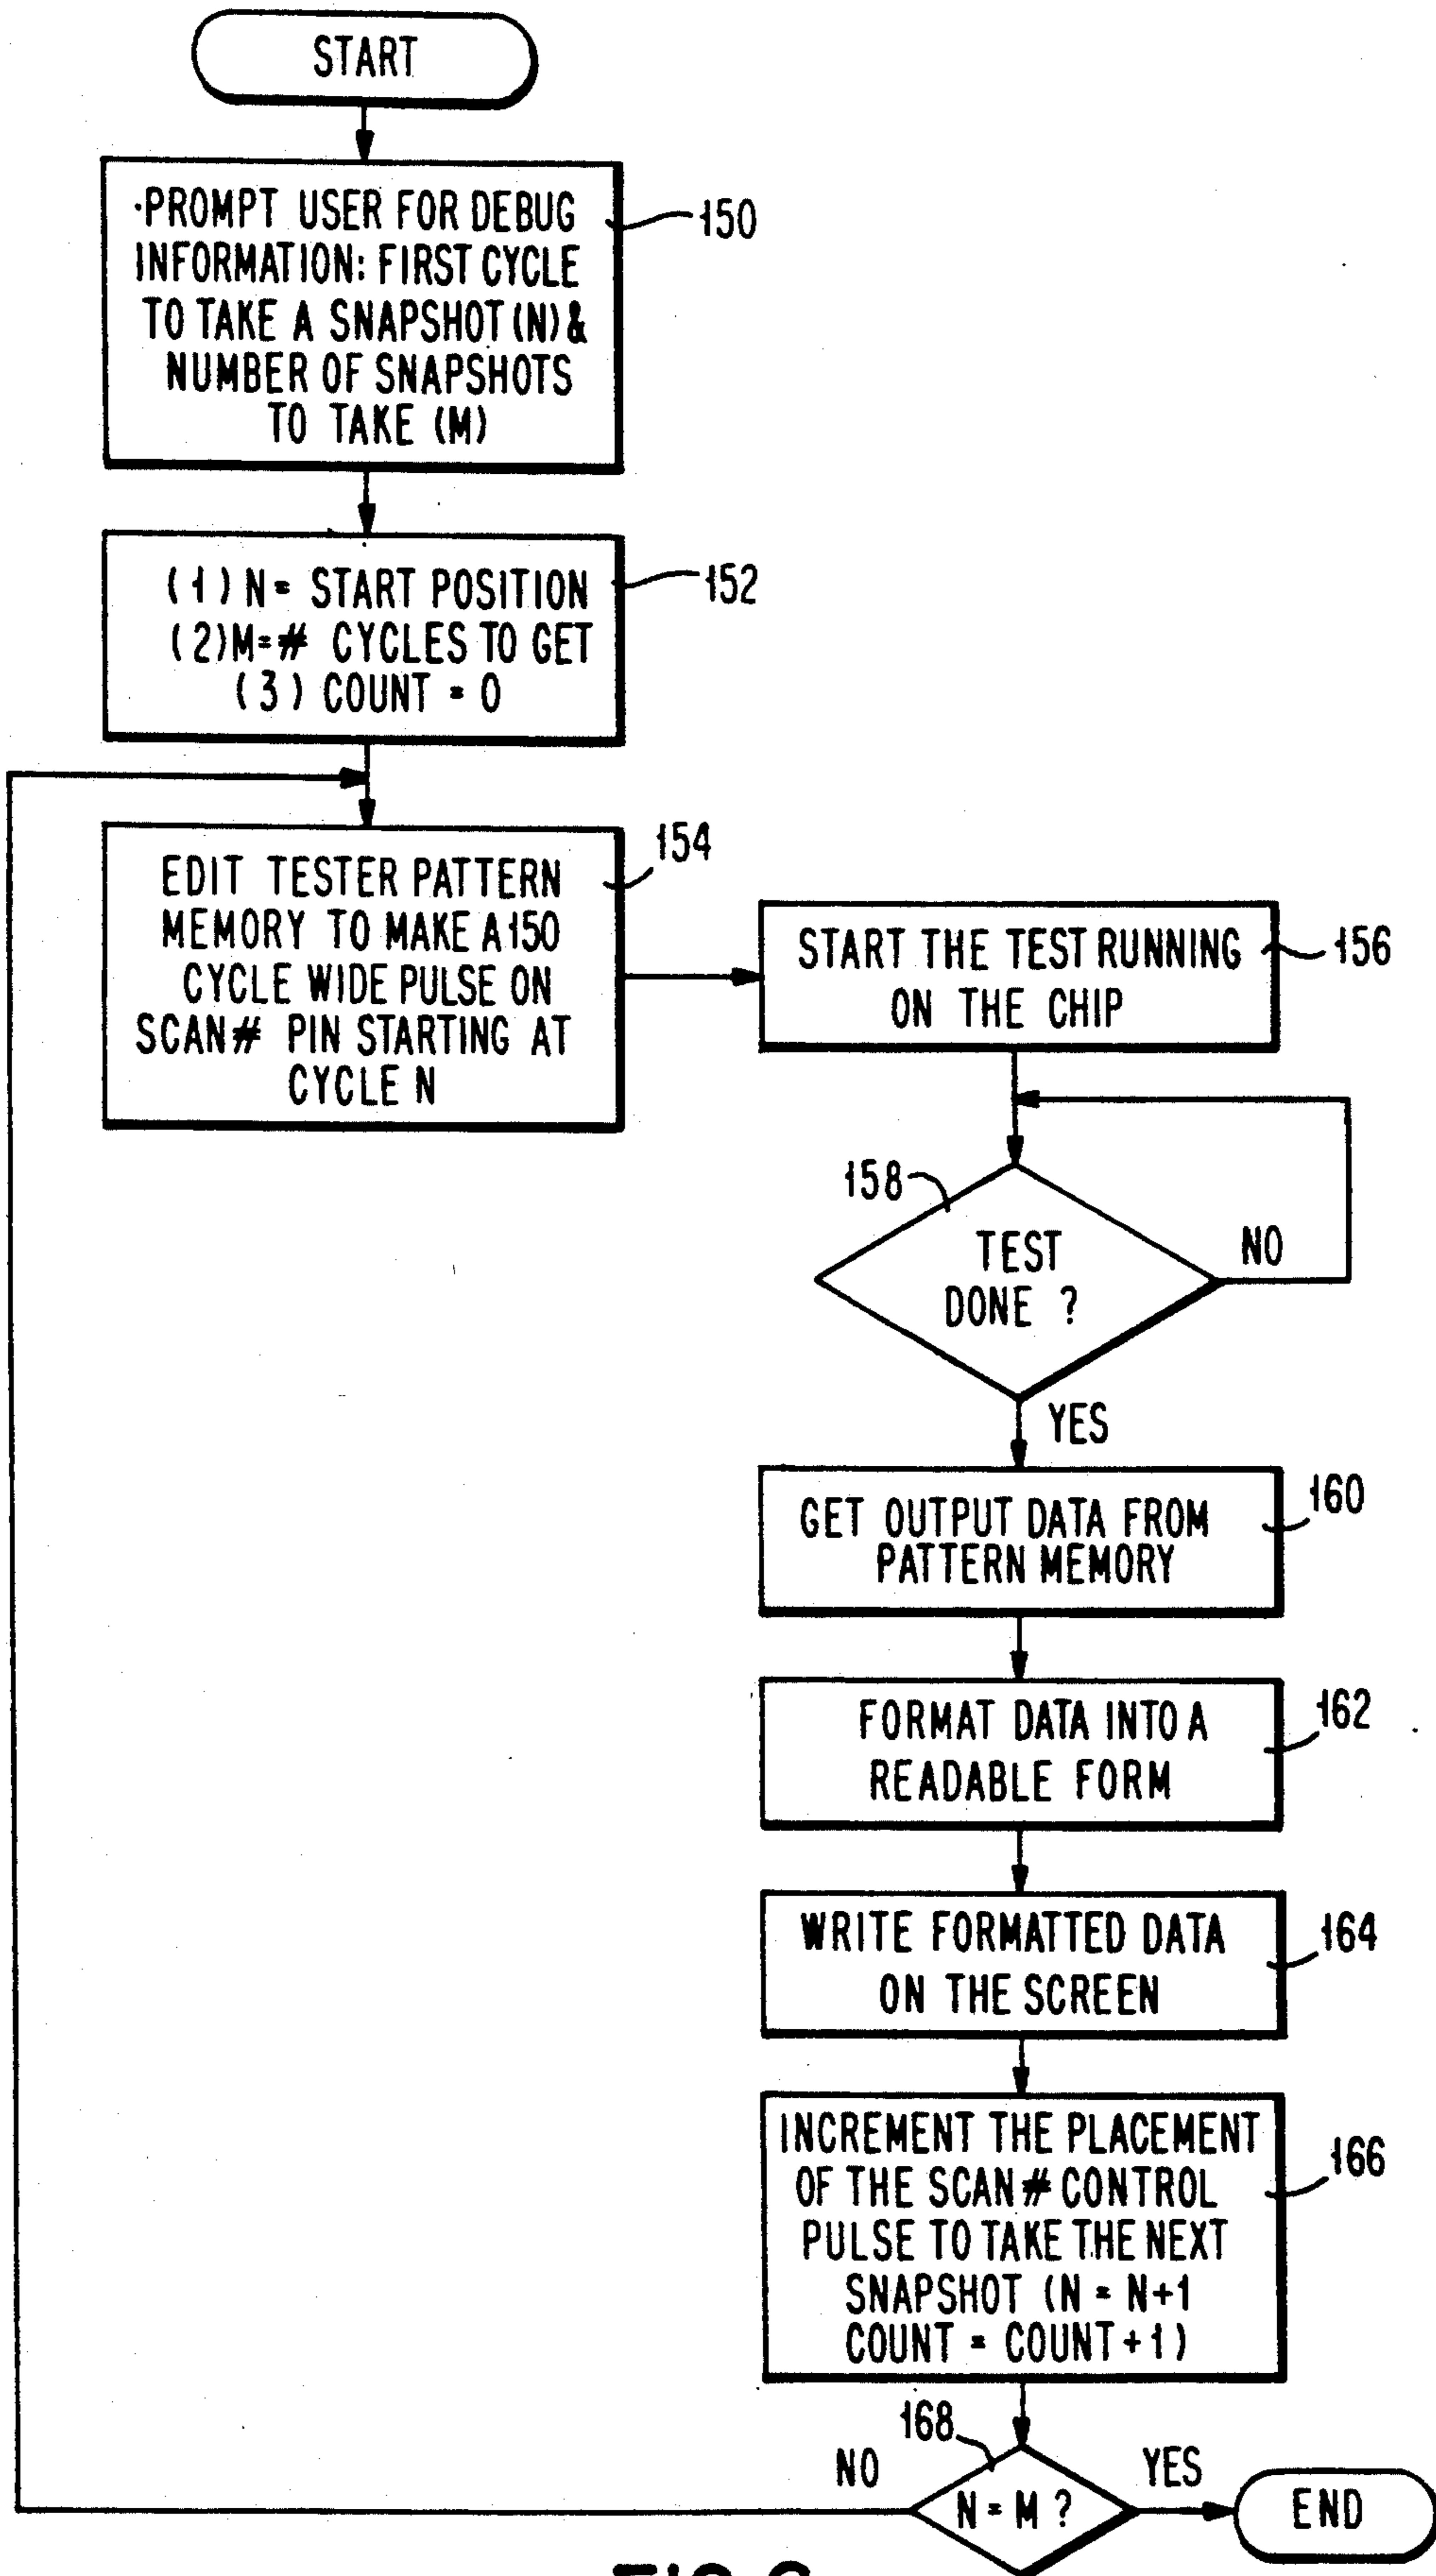 START
PROMPT USER FOR DEBUG
INFORMATION: FIRST CYCLE
TO TAKE A SNAPSHOT (N) &
NUMBER OF SNAPSHOTS
TO TAKE (M)
150
(1) N = START POSITION
(2) M = # CYCLES TO GET
(3) COUNT = 0
152
EDIT TESTER PATTERN
MEMORY TO MAKE A 150
CYCLE WIDE PULSE ON
SCAN # PIN STARTING AT
CYCLE N
154
START THE TEST RUNNING
ON THE CHIP
156
158
TEST
DONE ?
NO
YES
GET OUTPUT DATA FROM
PATTERN MEMORY
160
FORMAT DATA INTO A
READABLE FORM
162
WRITE FORMATTED DATA
ON THE SCREEN
164
INCREMENT THE PLACEMENT
OF THE SCAN # CONTROL
PULSE TO TAKE THE NEXT
SNAPSHOT (N = N+1
COUNT = COUNT+1)
166
168
NO
N = M ?
YES
END